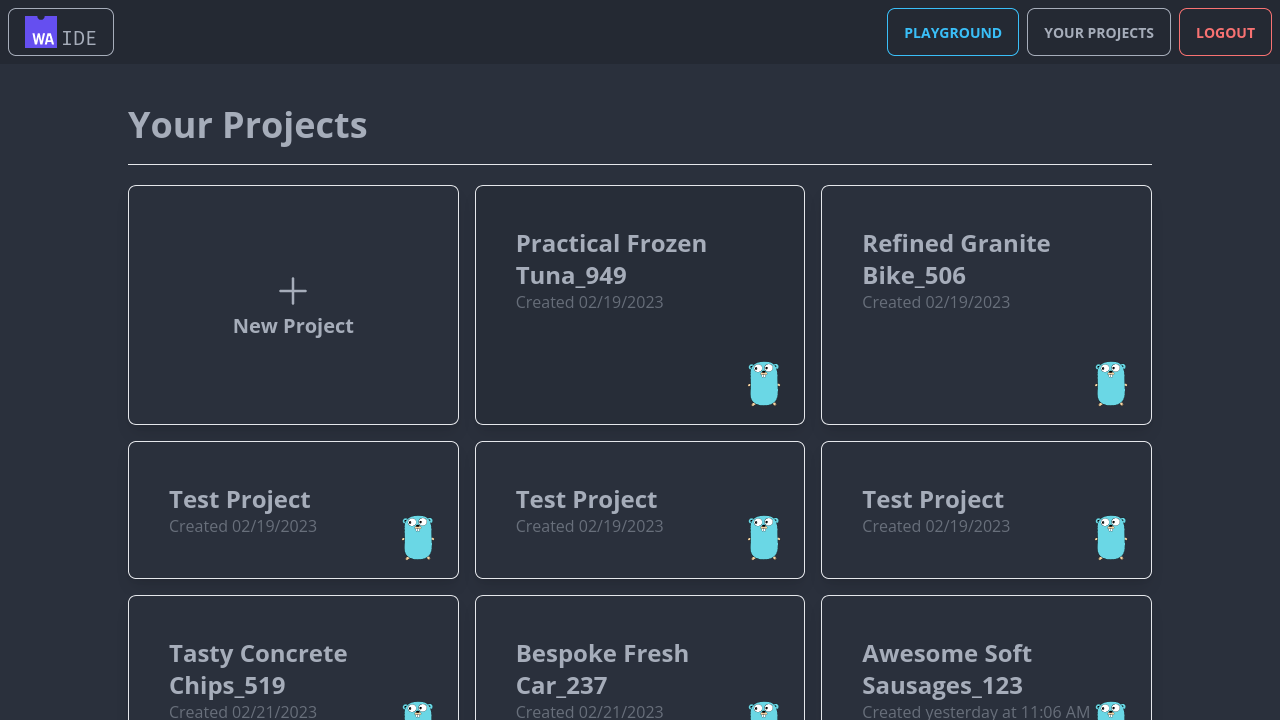 WA IDE
PLAYGROUND
YOUR PROJECTS
LOGOUT
Your Projects
New Project
Practical Frozen
Tuna_949
Created 02/19/2023
Refined Granite
Bike_506
Created 02/19/2023
Test Project
Created 02/19/2023
Test Project
Created 02/19/2023
Test Project
Created 02/19/2023
Tasty Concrete
Chips_519
Created 02/21/2023
Bespoke Fresh
Car_237
Created 02/21/2023
Awesome Soft
Sausages_123
Created yesterday at 11:06 AM